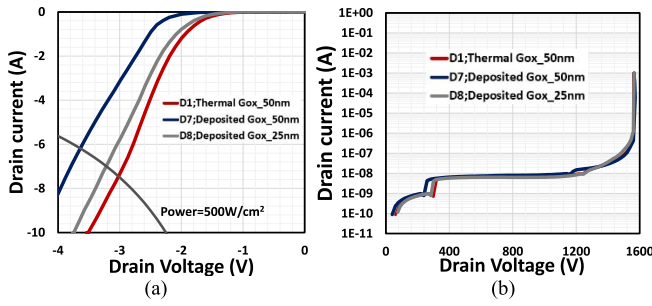 (a)
0
-2
-4
-6
-8
-10
Drain current (A)
D1;Thermal Gox_50nm
D7;Deposited Gox_50nm
D8;Deposited Gox_25nm
Power=500W/cm²
-4 -3 -2 -1 0
Drain Voltage (V)
(a)
(b)
1E+00
1E-01
1E-02
1E-03
1E-04
1E-05
1E-06
1E-07
1E-08
1E-09
1E-10
1E-11
Drain current (A)
D1;Thermal Gox_50nm
D7;Deposited Gox_50nm
D8;Deposited Gox_25nm
0 400 800 1200 1600
Drain Voltage (V)
(b)